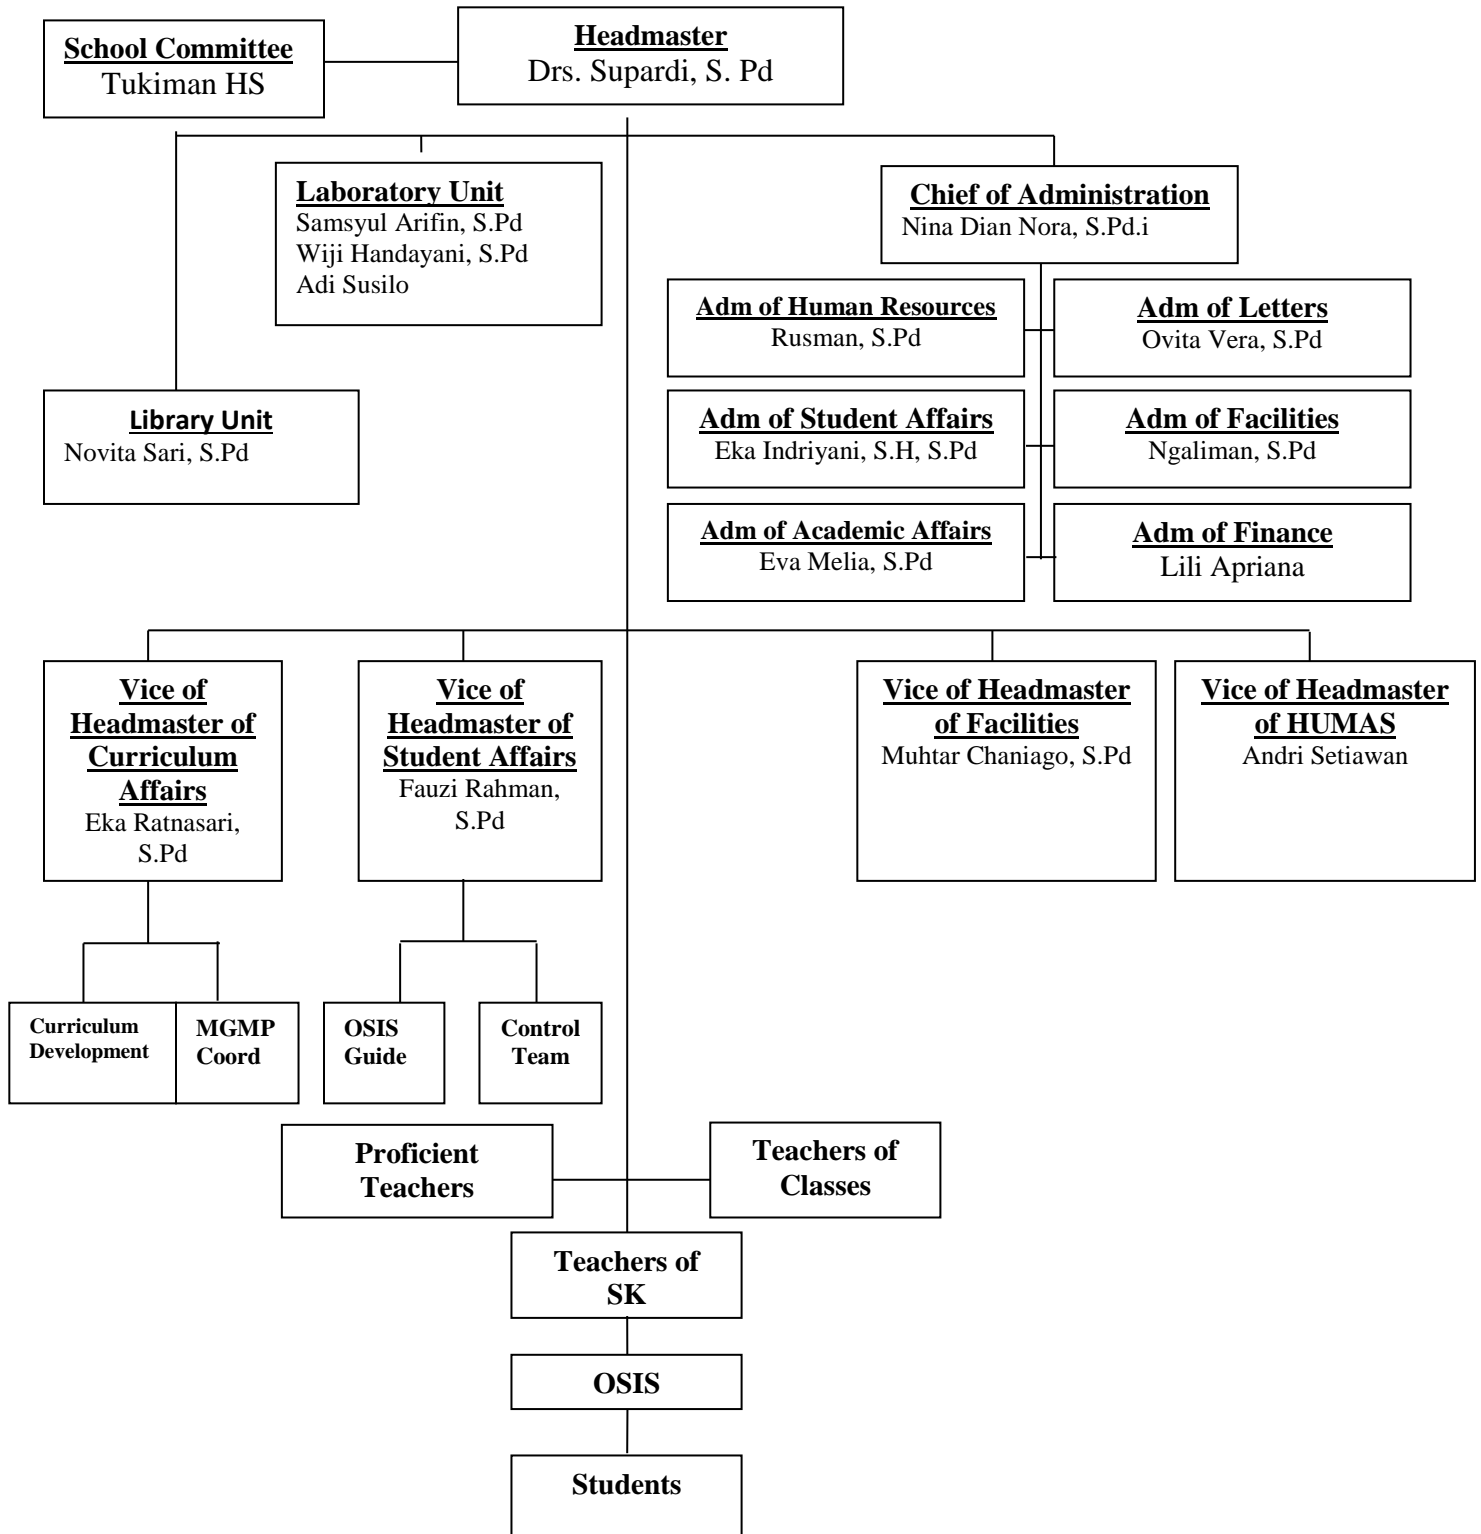 School Committee
Tukiman HS
Headmaster
Drs. Supardi, S. Pd
Laboratory Unit
Samsyul Arifin, S.Pd
Wiji Handayani, S.Pd
Adi Susilo
Chief of Administration
Nina Dian Nora, S.Pd.i
Adm of Human Resources
Rusman, S.Pd
Adm of Letters
Ovita Vera, S.Pd
Library Unit
Novita Sari, S.Pd
Adm of Student Affairs
Eka Indriyani, S.H, S.Pd
Adm of Facilities
Ngaliman, S.Pd
Adm of Academic Affairs
Eva Melia, S.Pd
Adm of Finance
Lili Apriana
Vice of
Headmaster of
Curriculum
Affairs
Eka Ratnasari,
S.Pd
Vice of
Headmaster of
Student Affairs
Fauzi Rahman,
S.Pd
Vice of Headmaster
of Facilities
Muhtar Chaniago, S.Pd
Vice of Headmaster
of HUMAS
Andri Setiawan
Curriculum
Development
MGMP
Coord
OSIS
Guide
Control
Team
Proficient
Teachers
Teachers of
Classes
Teachers of
SK
OSIS
Students